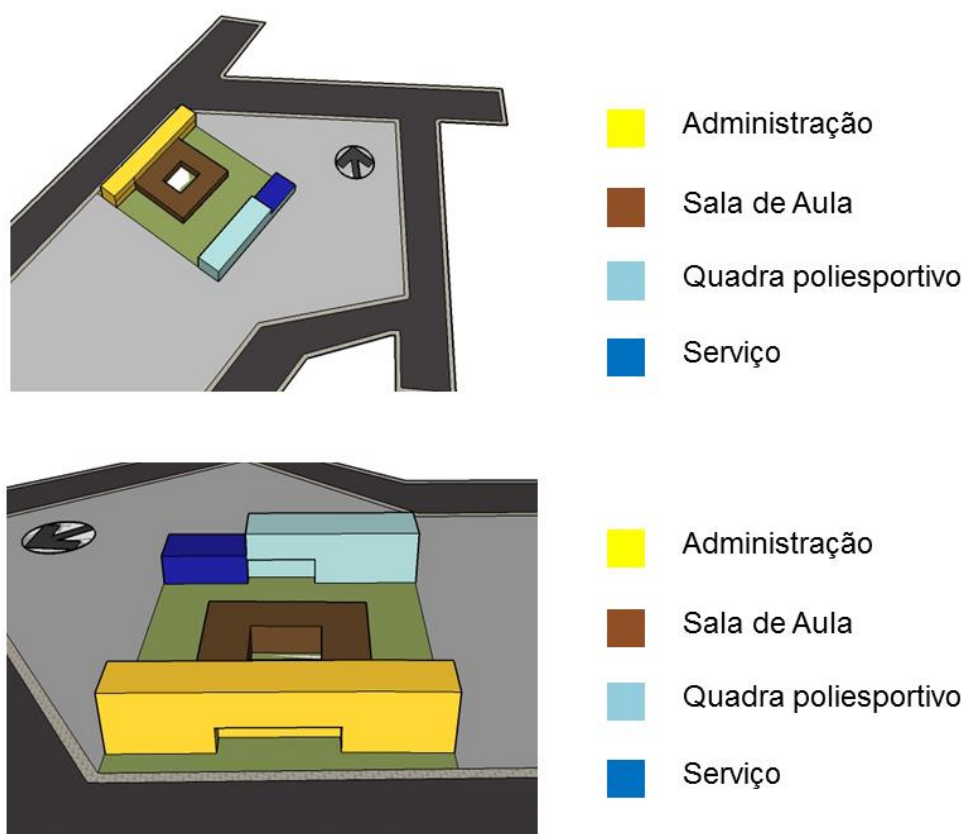 Administração
Sala de Aula
Quadra poliesportivo
Serviço
Administração
Sala de Aula
Quadra poliesportivo
Serviço